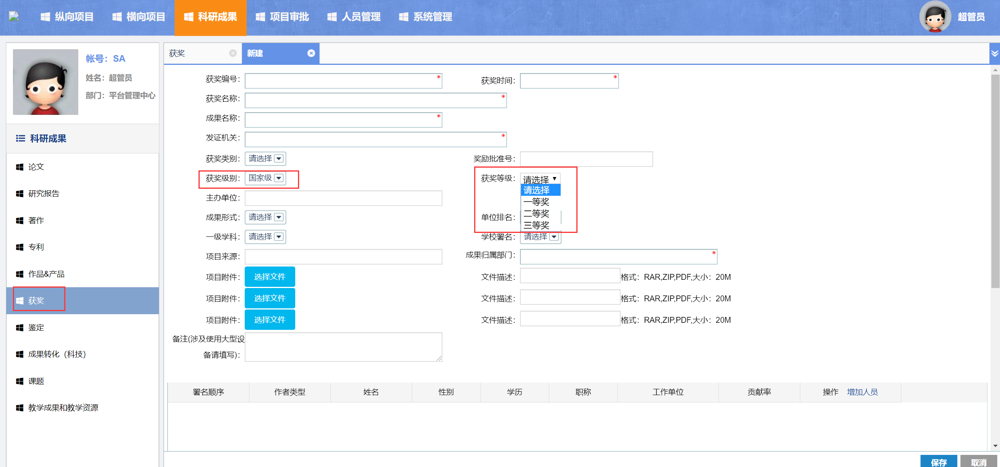 纵向项目 横向项目 科研成果 项目审批 人员管理 系统管理 超管员
帐号：SA
姓名：超管员
部门：平台管理中心
科研成果
论文
研究报告
著作
专利
作品&产品
获奖
鉴定
成果转化（科技）
课题
教学成果和教学资源
获奖 新建
获奖编号： * 获奖时间： *
获奖名称： *
成果名称： *
发证机关： *
获奖类别： 请选择 奖励批准号：
获奖级别： 国家级 获奖等级： 请选择
请选择
一等奖
二等奖
三等奖
主办单位：
成果形式： 请选择 单位排名：
一级学科： 请选择 学校署名： 请选择
项目来源： 成果归属部门： *
项目附件： 选择文件 文件描述： 格式：RAR,ZIP,PDF,大小：20M
项目附件： 选择文件 文件描述： 格式：RAR,ZIP,PDF,大小：20M
项目附件： 选择文件 文件描述： 格式：RAR,ZIP,PDF,大小：20M
备注(涉及使用大型设
备请填写)：
署名顺序 作者类型 姓名 性别 学历 职称 工作单位 贡献率 操作 增加人员
保存 取消